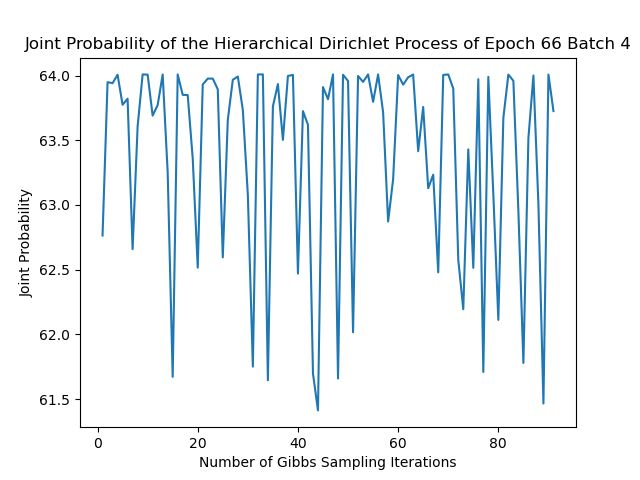 Joint Probability of the Hierarchical Dirichlet Process of Epoch 66 Batch 4
64.0
63.5
63.0
62.5
62.0
61.5
Joint Probability
0 20 40 60 80
Number of Gibbs Sampling Iterations